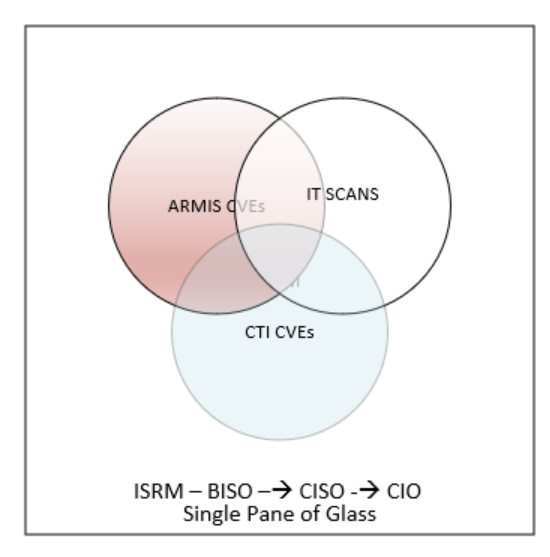 IT SCANS
ARMIS CVEs
CTI CVEs
ISRM – BISO –→ CISO -→ CIO
Single Pane of Glass